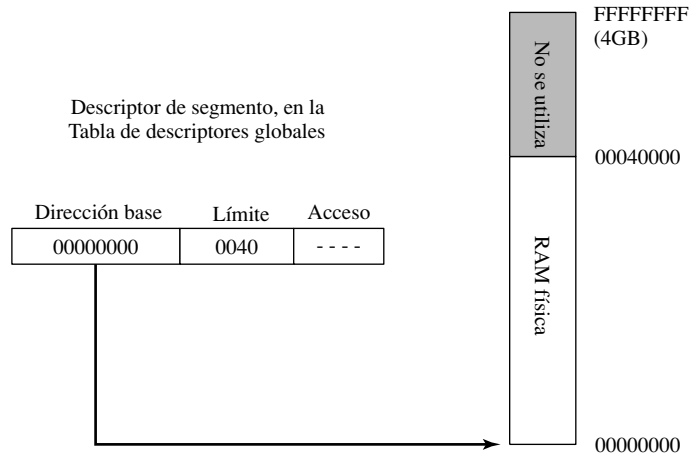 FFFFFFFF
(4GB)
No se utiliza
Descriptor de segmento, en la
Tabla de descriptores globales
00040000
Dirección base Límite Acceso
00000000 0040 - - - -
RAM física
00000000